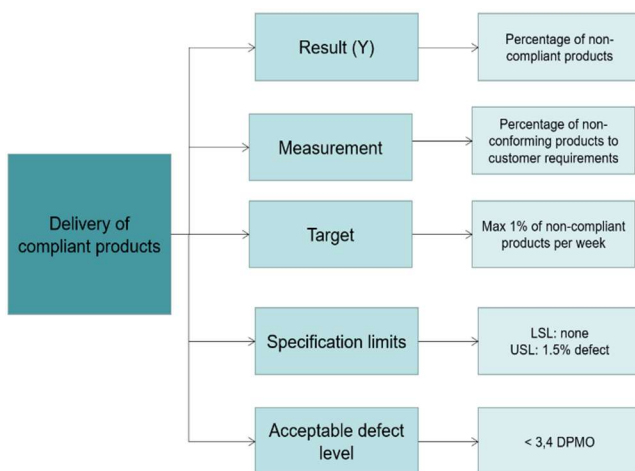 Delivery of
compliant products
Result (Y)
Percentage of non-
compliant products
Measurement
Percentage of non-
conforming products to
customer requirements
Target
Max 1% of non-compliant
products per week
Specification limits
LSL: none
USL: 1.5% defect
Acceptable defect
level
< 3,4 DPMO